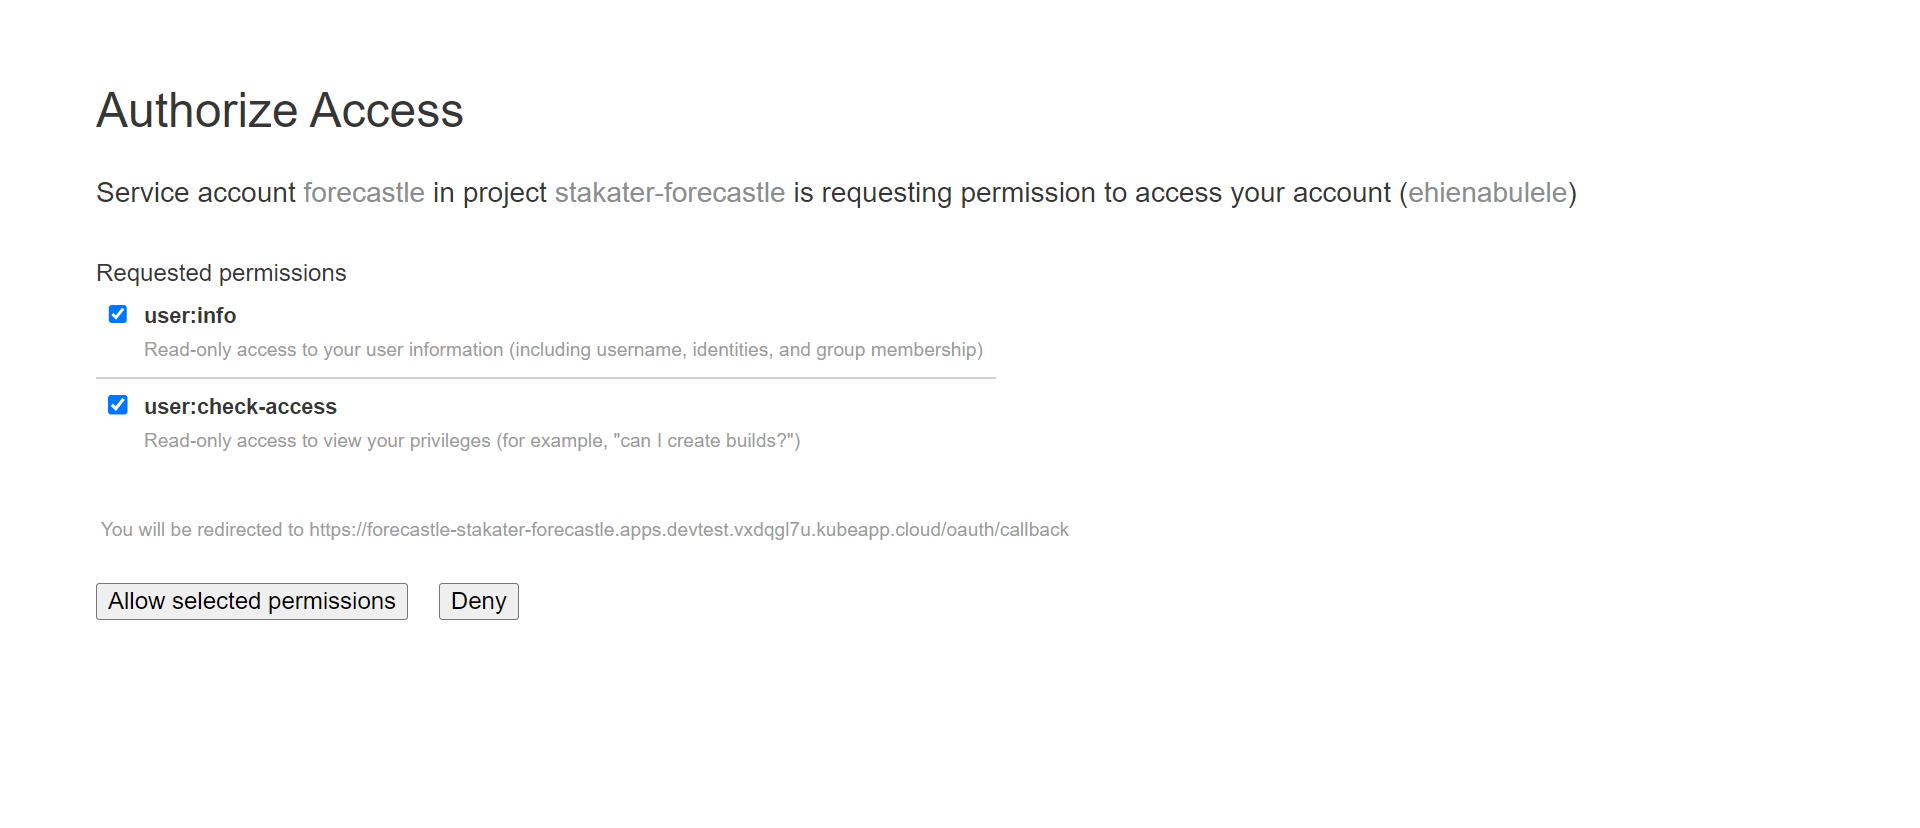 Authorize Access
Service account forecastle in project stakater-forecastle is requesting permission to access your account (ehienabulele)
Requested permissions
user:info
Read-only access to your user information (including username, identities, and group membership)
user:check-access
Read-only access to view your privileges (for example, "can I create builds?")
You will be redirected to https://forecastle-stakater-forecastle.apps.devtest.vxdqgl7u.kubeapp.cloud/oauth/callback
Allow selected permissions Deny